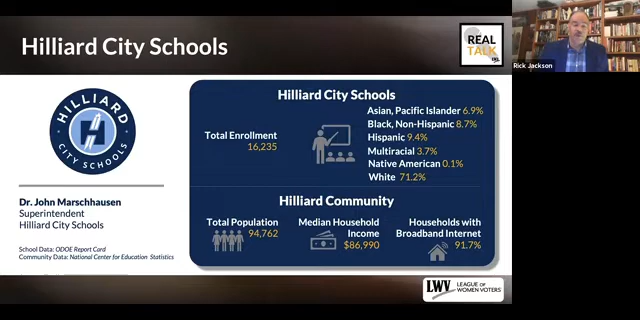 Hilliard City Schools
REAL
TALK
Rick Jackson
HILLIARD
CITY SCHOOLS
Dr. John Marschhausen
Superintendent
Hilliard City Schools
School Data: ODOE Report Card
Community Data: National Center for Education Statistics
Hilliard City Schools
Total Enrollment
16,235
Asian, Pacific Islander 6.9%
Black, Non-Hispanic 8.7%
Hispanic 9.4%
Multiracial 3.7%
Native American 0.1%
White 71.2%
Hilliard Community
Total Population
94,762
Median Household
Income
$86,990
Households with
Broadband Internet
91.7%
LWV
LEAGUE OF
WOMEN VOTERS